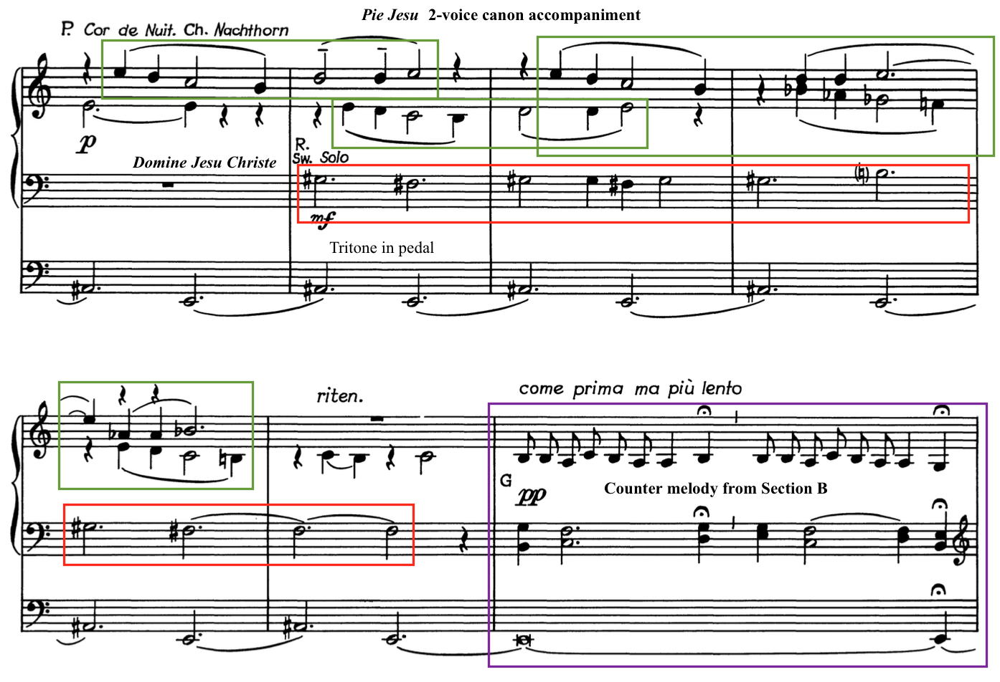 Pie Jesu 2-voice canon accompaniment
P. Cor de Nuit. Ch. Nachthorn
p
Domine Jesu Christe
R.
Sw. Solo
mf
Tritone in pedal
riten.
come prima ma più lento
G
pp
Counter melody from Section B